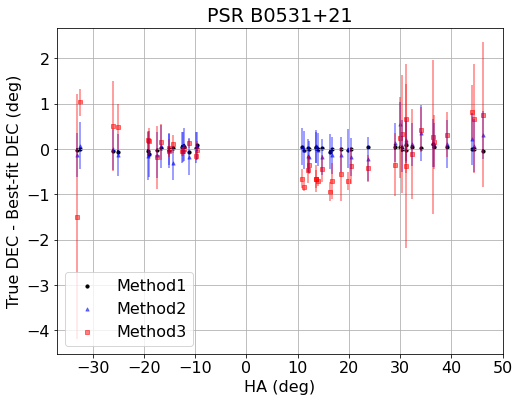 PSR B0531+21
True DEC - Best-fit DEC (deg)
2
1
0
−1
−2
−3
−4
Method1
Method2
Method3
−30 −20 −10 0 10 20 30 40 50
HA (deg)